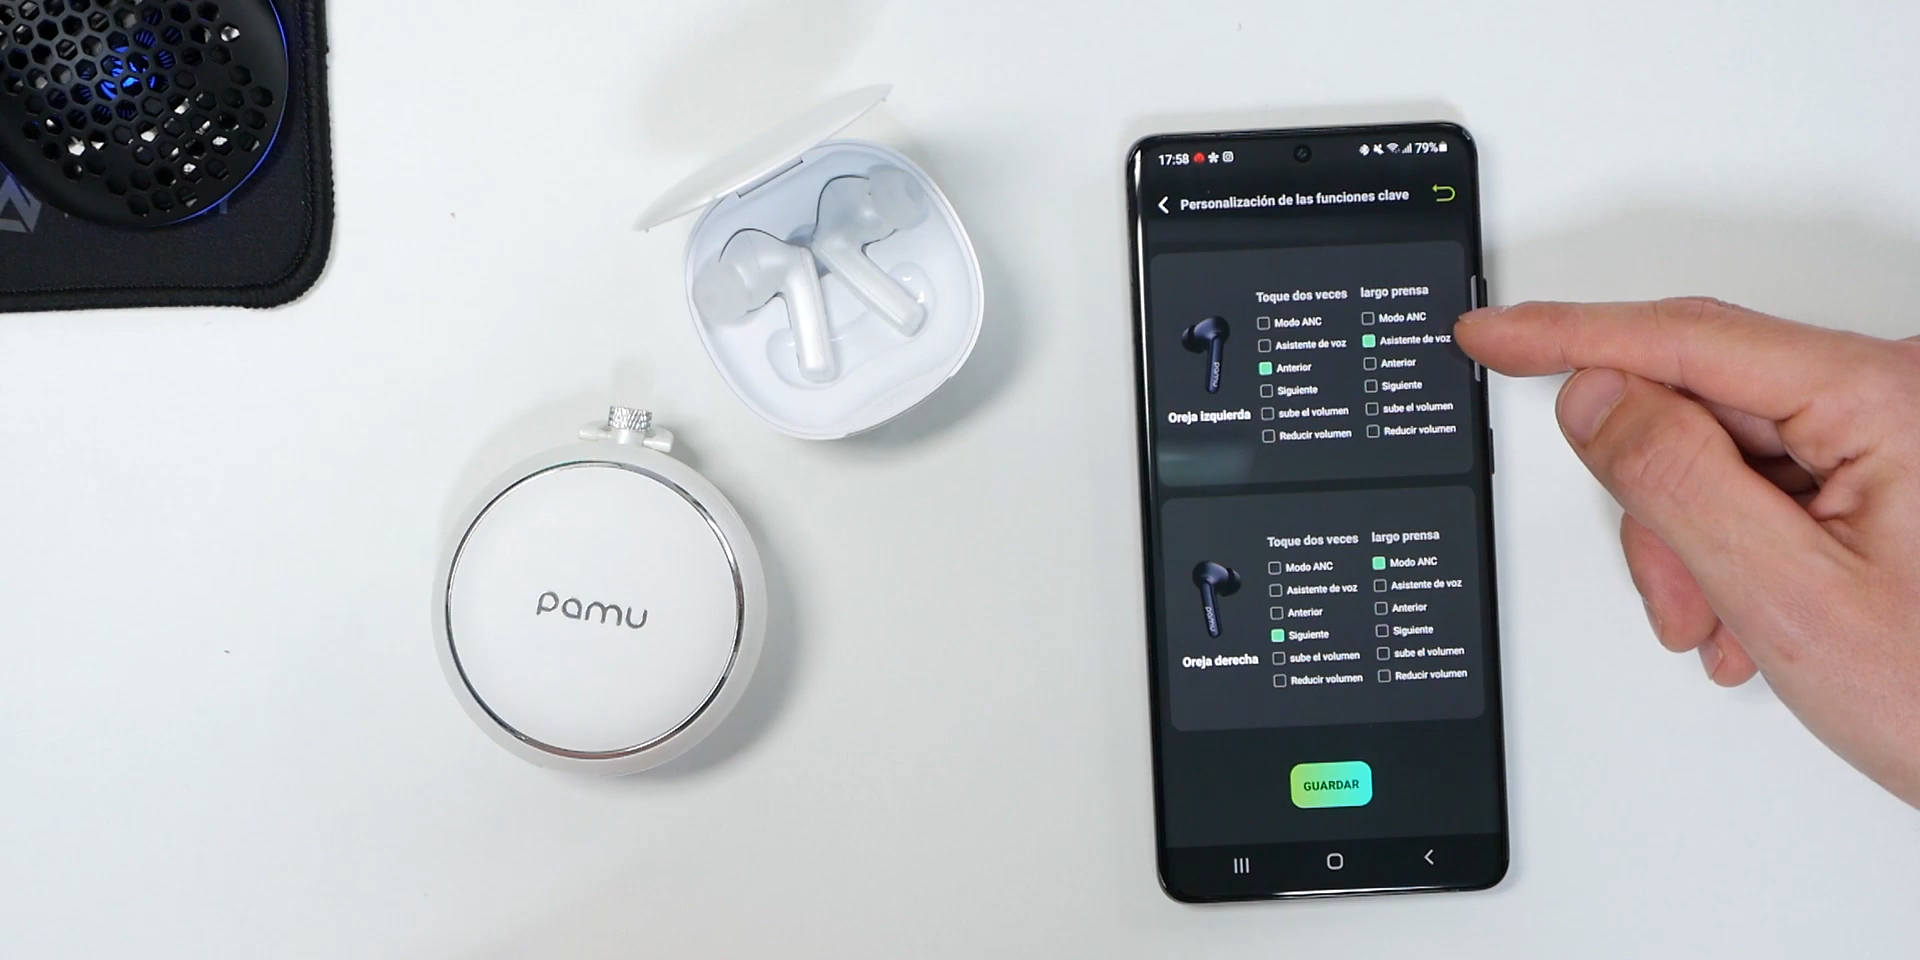 17:58
79%
Personalización de las funciones clave
Toque dos veces
largo prensa
Modo ANC
Modo ANC
Asistente de voz
Asistente de voz
Anterior
Anterior
Siguiente
Siguiente
sube el volumen
sube el volumen
Reducir volumen
Reducir volumen
pamu
Oreja izquierda
Toque dos veces
largo prensa
Modo ANC
Modo ANC
Asistente de voz
Asistente de voz
Anterior
Anterior
Siguiente
Siguiente
sube el volumen
sube el volumen
Reducir volumen
Reducir volumen
pamu
Oreja derecha
GUARDAR
pamu